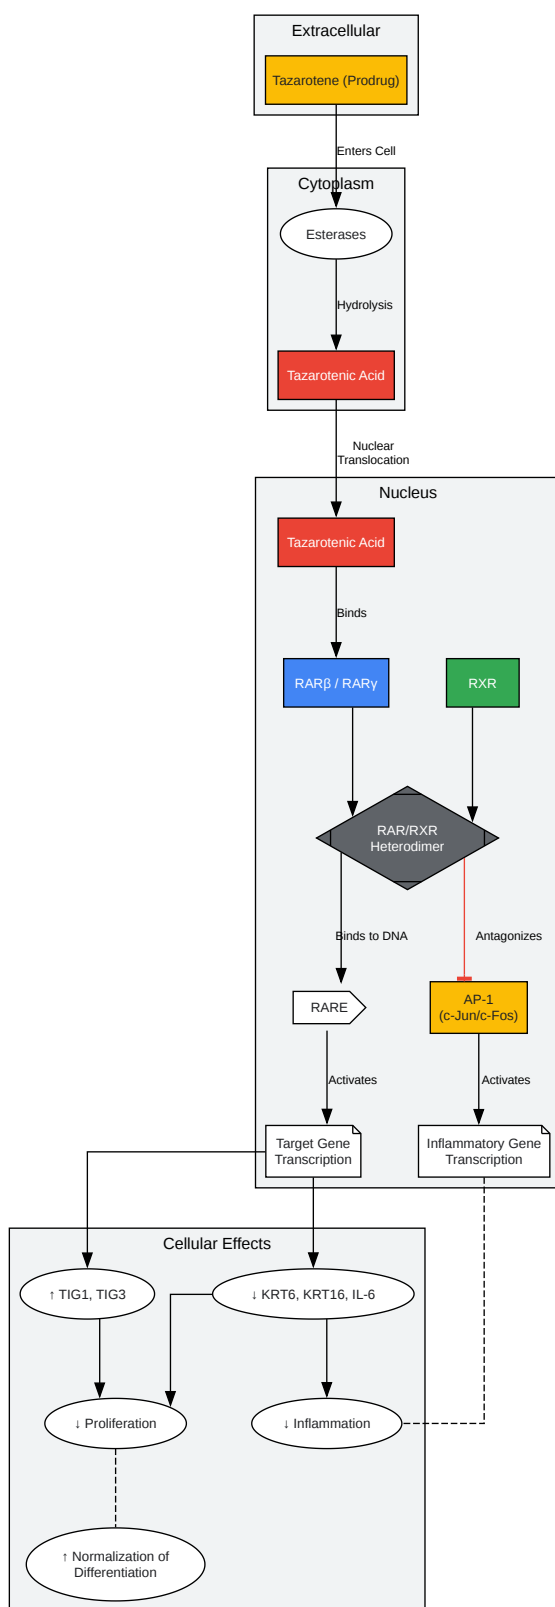 Extracellular
Tazarotene (Prodrug)
Enters Cell
Cytoplasm
Esterases
Hydrolysis
Tazarotenic Acid
Nuclear
Translocation
Nucleus
Tazarotenic Acid
Binds
RARβ / RARγ
RXR
RAR/RXR
Heterodimer
Binds to DNA
Antagonizes
RARE
AP-1
(c-Jun/c-Fos)
Activates
Activates
Target Gene
Transcription
Inflammatory Gene
Transcription
Cellular Effects
↑ TIG1, TIG3
↓ KRT6, KRT16, IL-6
↓ Proliferation
↓ Inflammation
↑ Normalization of
Differentiation